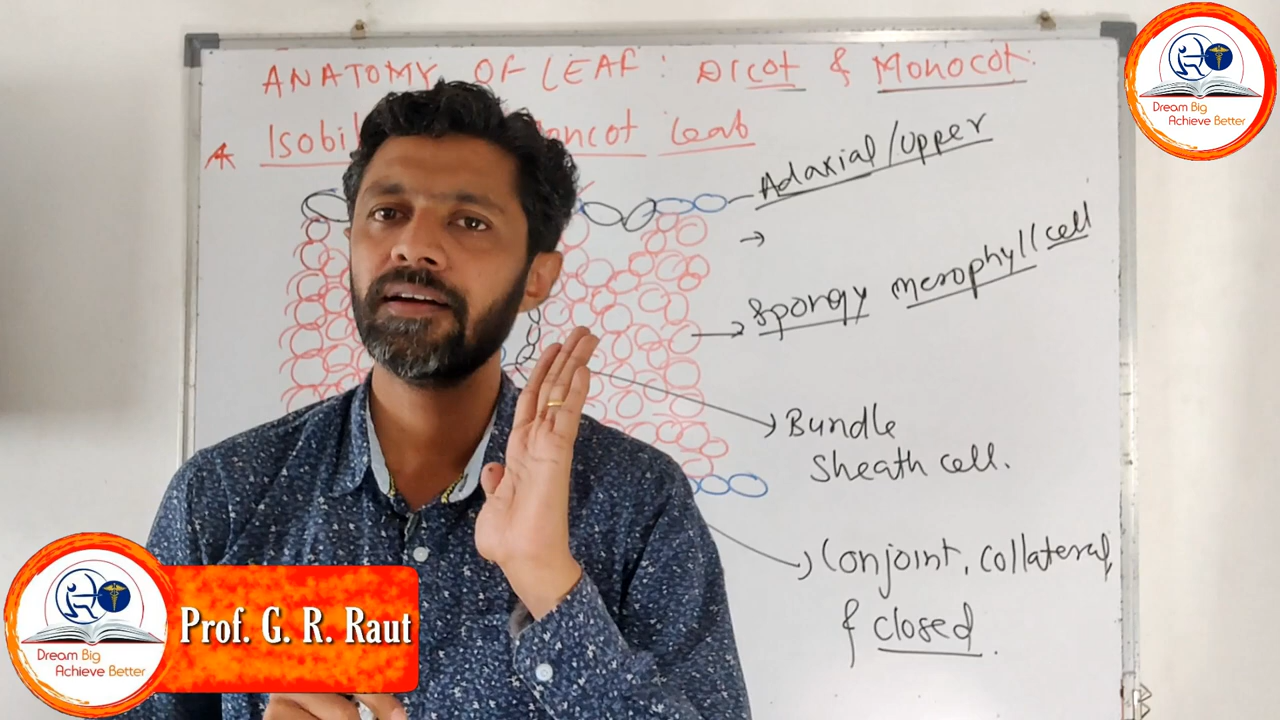 ANATOMY OF LEAF: DICOT & MONOCOT:
Leaf
Adaxial/Upper
→
→ Spongy mesophyll cell
→ Bundle
Sheath cell.
→ Conjoint, collateral,
& closed.
Dream Big
Achieve Better
Prof. G. R. Raut
Dream Big
Achieve Better